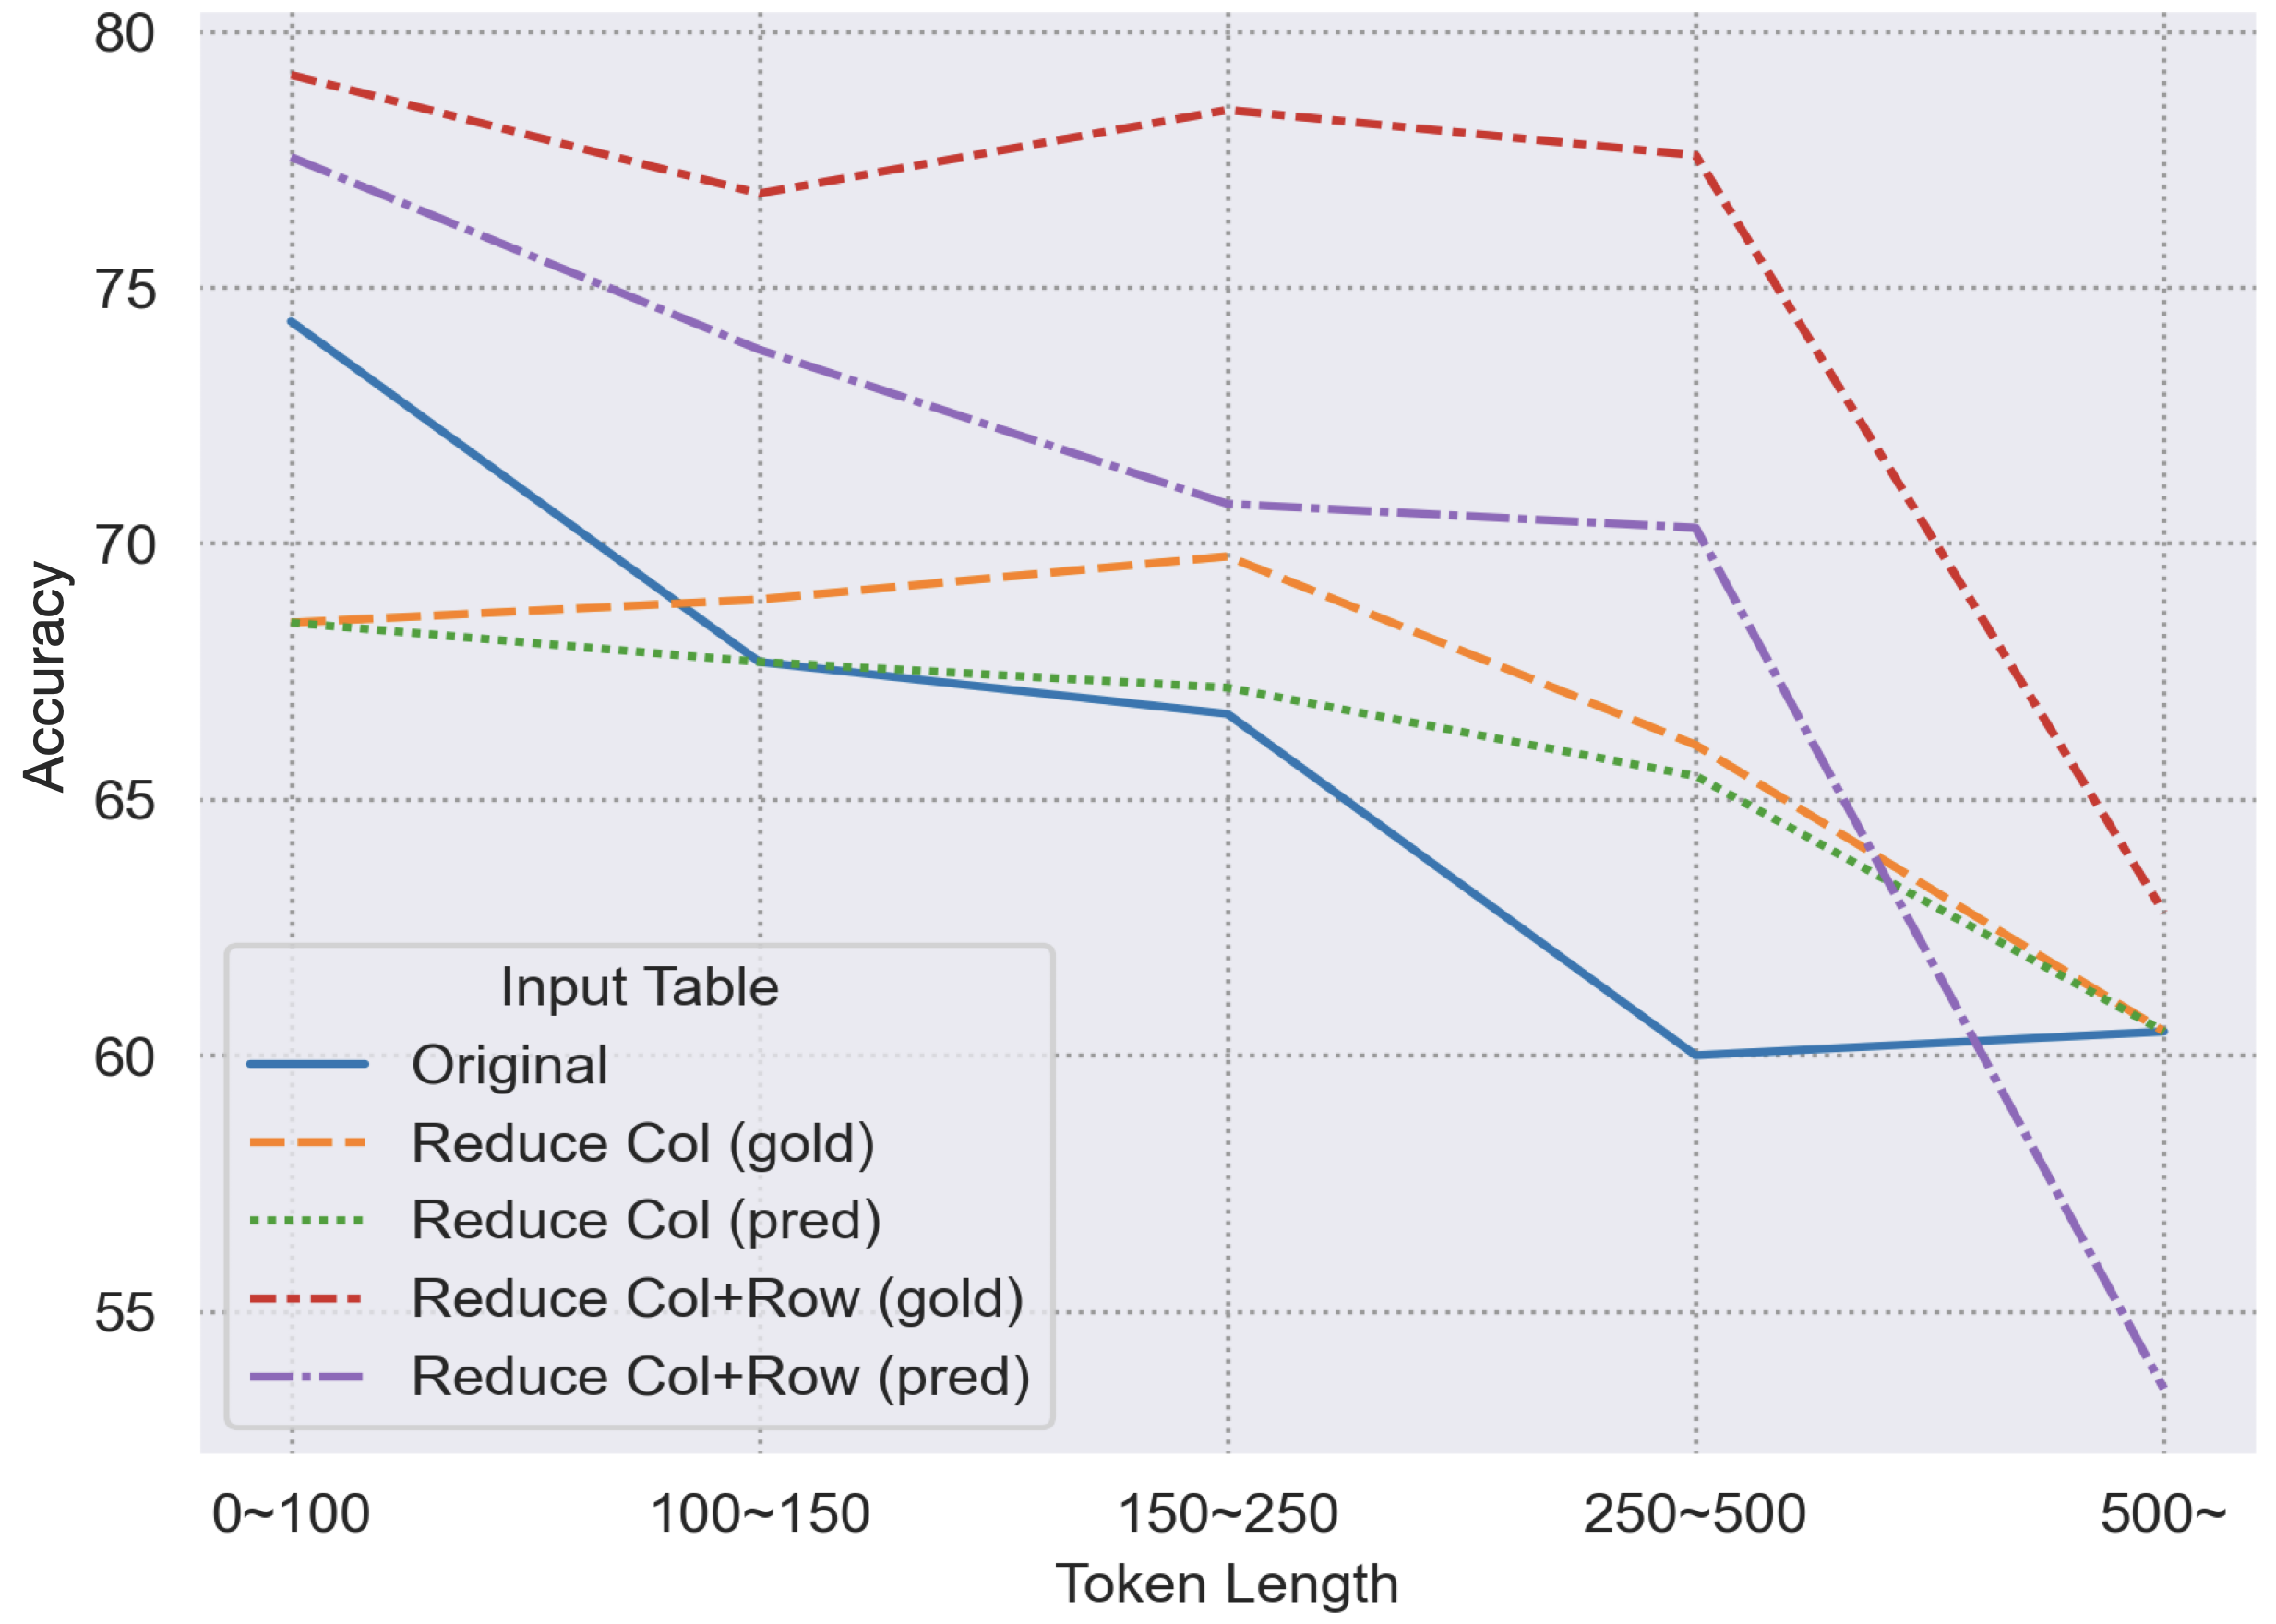 80
75
70
65
60
55
Accuracy
Input Table
Original
Reduce Col (gold)
Reduce Col (pred)
Reduce Col+Row (gold)
Reduce Col+Row (pred)
0~100 100~150 150~250 250~500 500~
Token Length